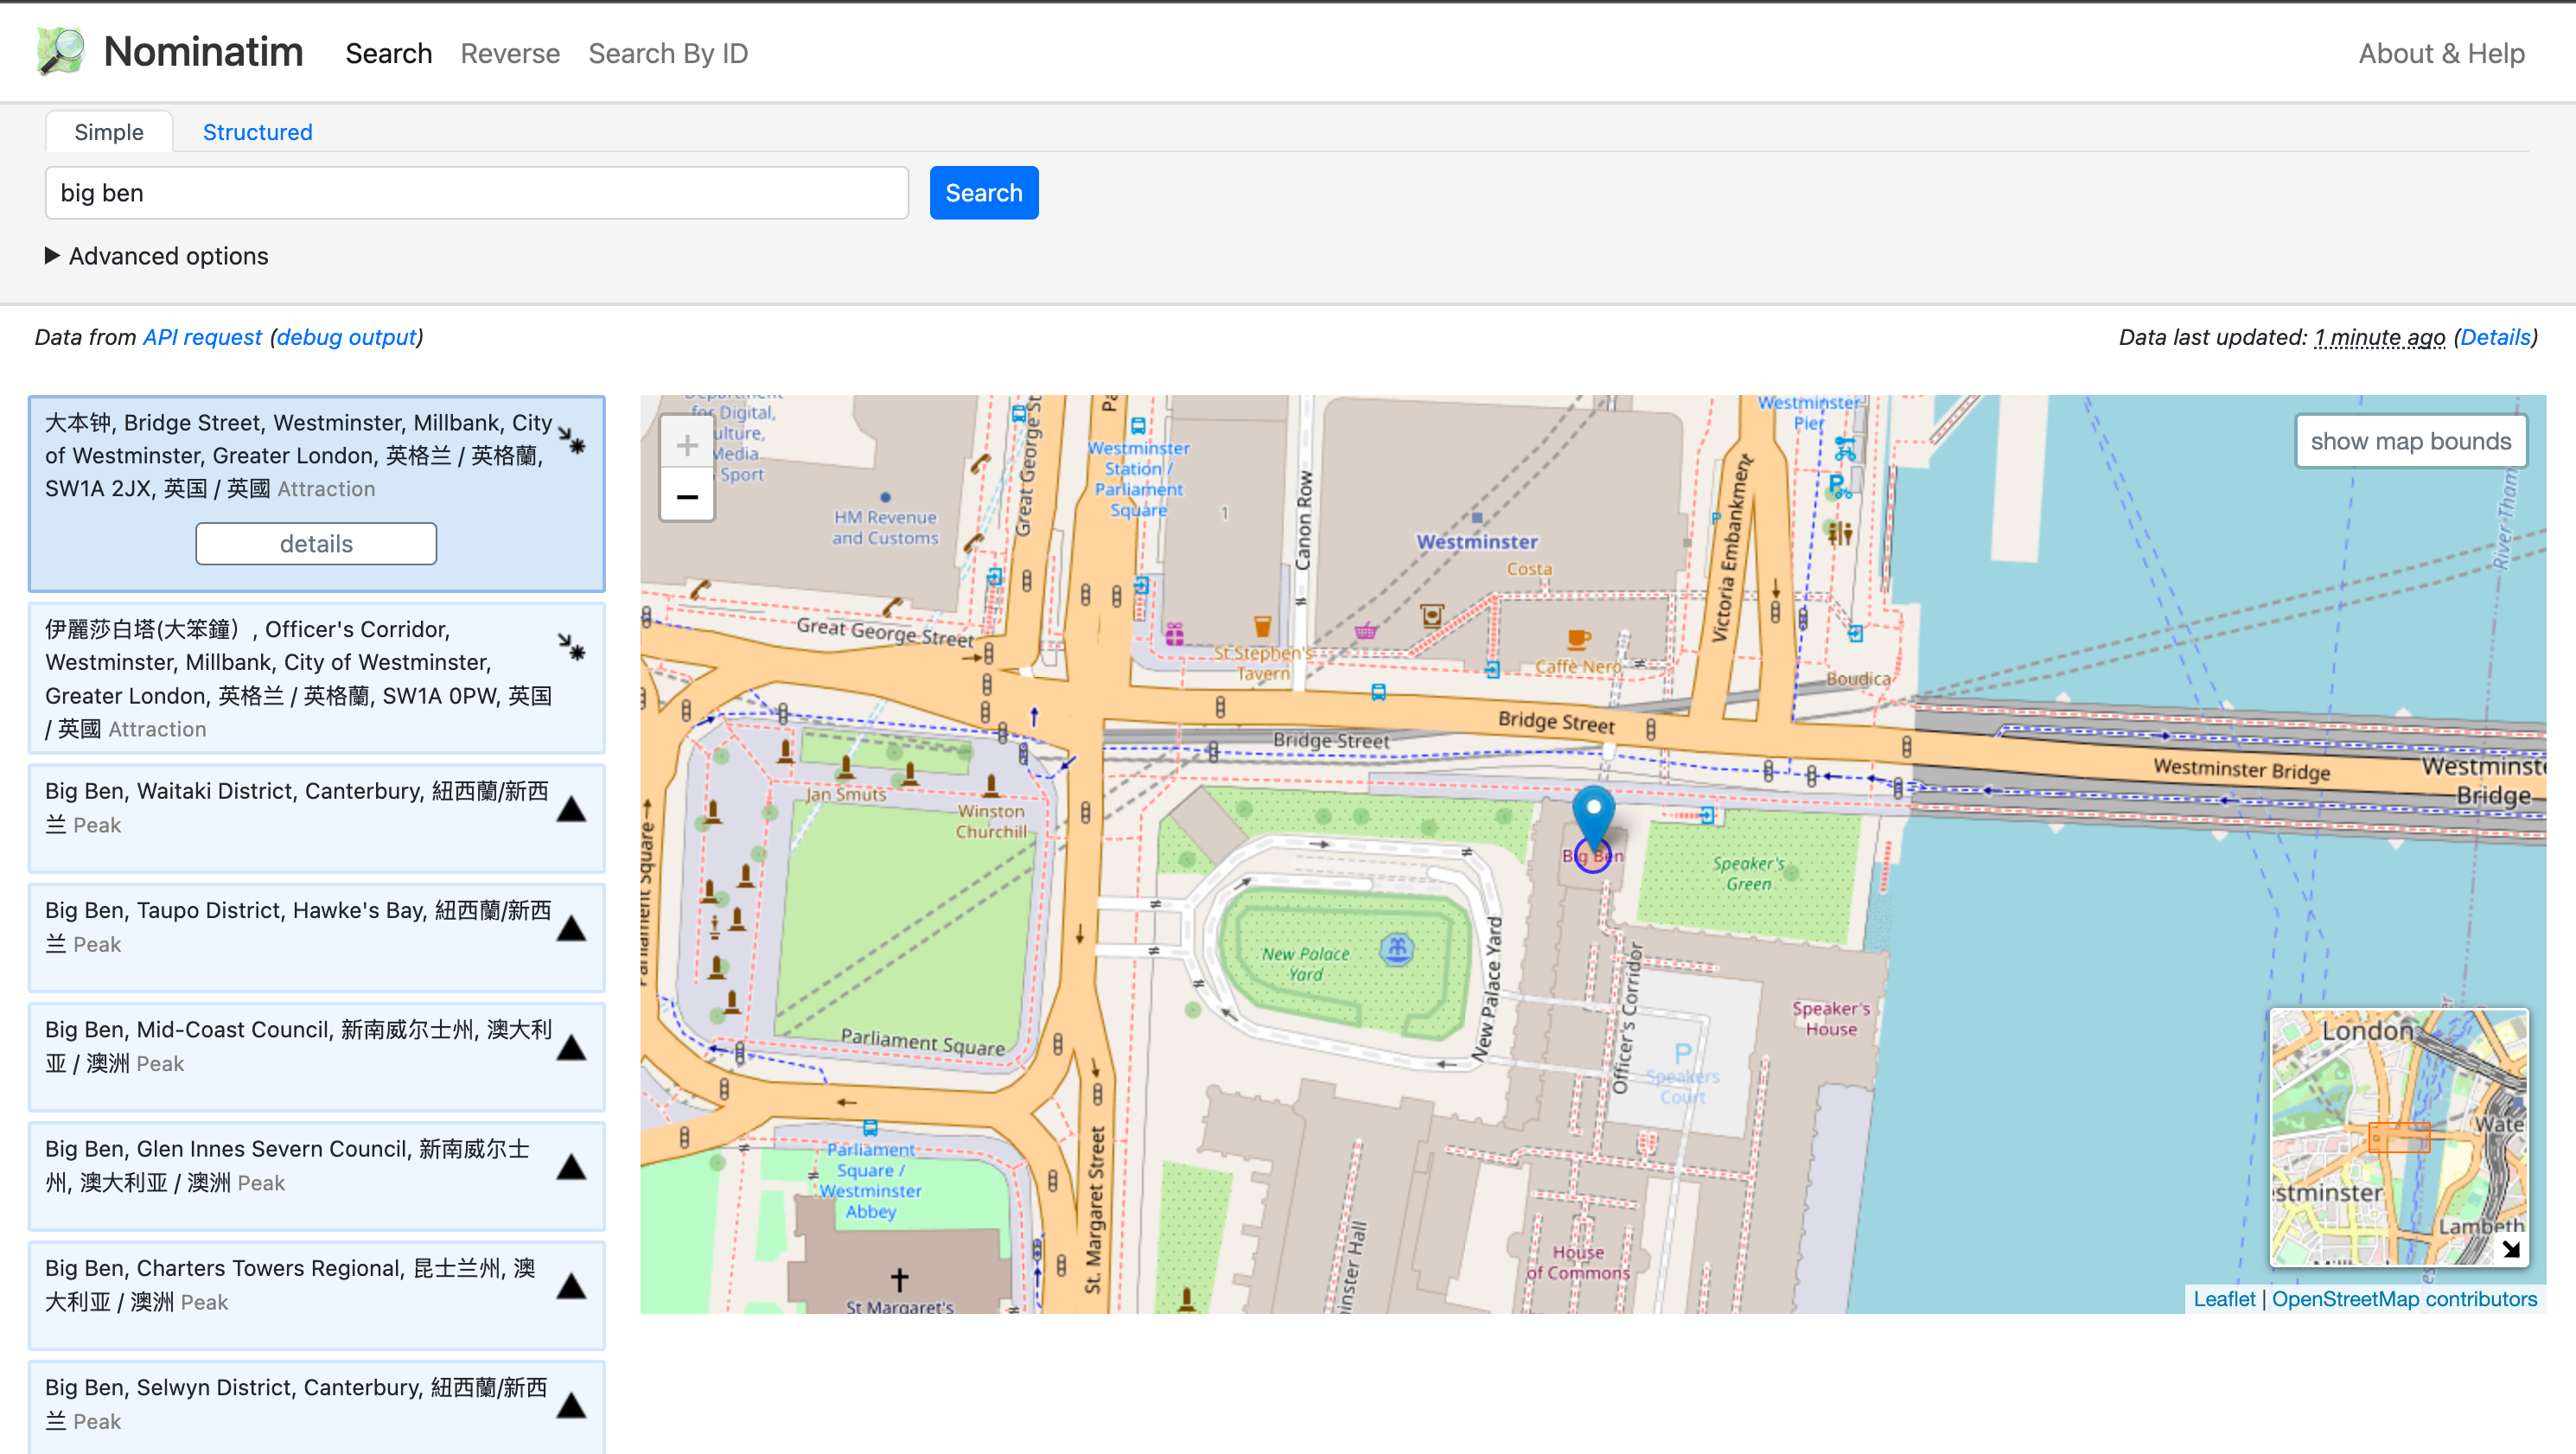 Nominatim
Search
Reverse
Search By ID
About & Help
Simple
Structured
big ben
Search
▶ Advanced options
Data from API request (debug output)
Data last updated: 1 minute ago (Details)
大本钟, Bridge Street, Westminster, Millbank, City
of Westminster, Greater London, 英格兰 / 英格蘭,
SW1A 2JX, 英国 / 英國 Attraction
details
伊麗莎白塔(大笨鐘）, Officer's Corridor,
Westminster, Millbank, City of Westminster,
Greater London, 英格兰 / 英格蘭, SW1A 0PW, 英国
/ 英國 Attraction
Big Ben, Waitaki District, Canterbury, 紐西蘭/新西
兰 Peak
Big Ben, Taupo District, Hawke's Bay, 紐西蘭/新西
兰 Peak
Big Ben, Mid-Coast Council, 新南威尔士州, 澳大利
亚 / 澳洲 Peak
Big Ben, Glen Innes Severn Council, 新南威尔士
州, 澳大利亚 / 澳洲 Peak
Big Ben, Charters Towers Regional, 昆士兰州, 澳
大利亚 / 澳洲 Peak
Big Ben, Selwyn District, Canterbury, 紐西蘭/新西
兰 Peak
+
−
show map bounds
for Digital,
Media
Sport
HM Revenue
and Customs
Great George St
Westminster
Station /
Parliament
Square
1
Canon Row
Westminster
Costa
Victoria Embankment
P
Westminster
Pier
P
River Tham
Great George Street
St Stephen's
Tavern
Caffè Nero
Boudica
Bridge Street
Bridge Street
Westminster Bridge
Westminste
Bridge
Jan Smuts
Winston
Churchill
Big Ben
Speaker's
Green
Parliament Square
New Palace
Yard
New Palace Yard
Officer's Corridor
Speaker's
House
P
Speakers
Court
Parliament Square
Parliament
Square /
Westminster
Abbey
St. Margaret Street
St Margaret's
inster Hall
House
of Commons
London
Wate
stminster
Lambeth
Leaflet | OpenStreetMap contributors